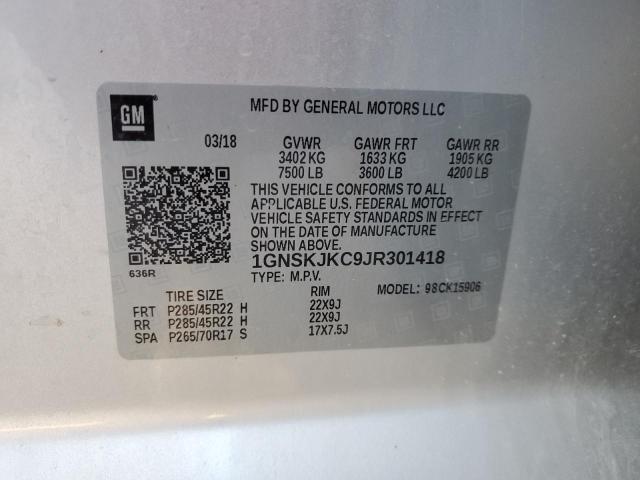 GM
MFD BY GENERAL MOTORS LLC
03/18 GVWR GAWR FRT GAWR RR
3402 KG 1633 KG 1905 KG
7500 LB 3600 LB 4200 LB
THIS VEHICLE CONFORMS TO ALL
APPLICABLE U.S. FEDERAL MOTOR
VEHICLE SAFETY STANDARDS IN EFFECT
ON THE DATE OF MANUFACTURE
SHOWN ABOVE.
636R
1GNSKJKC9JR301418
TYPE: M.P.V. MODEL: 98CK15906
TIRE SIZE RIM
FRT P285/45R22 H 22X9J
RR P285/45R22 H 22X9J
SPA P265/70R17 S 17X7.5J